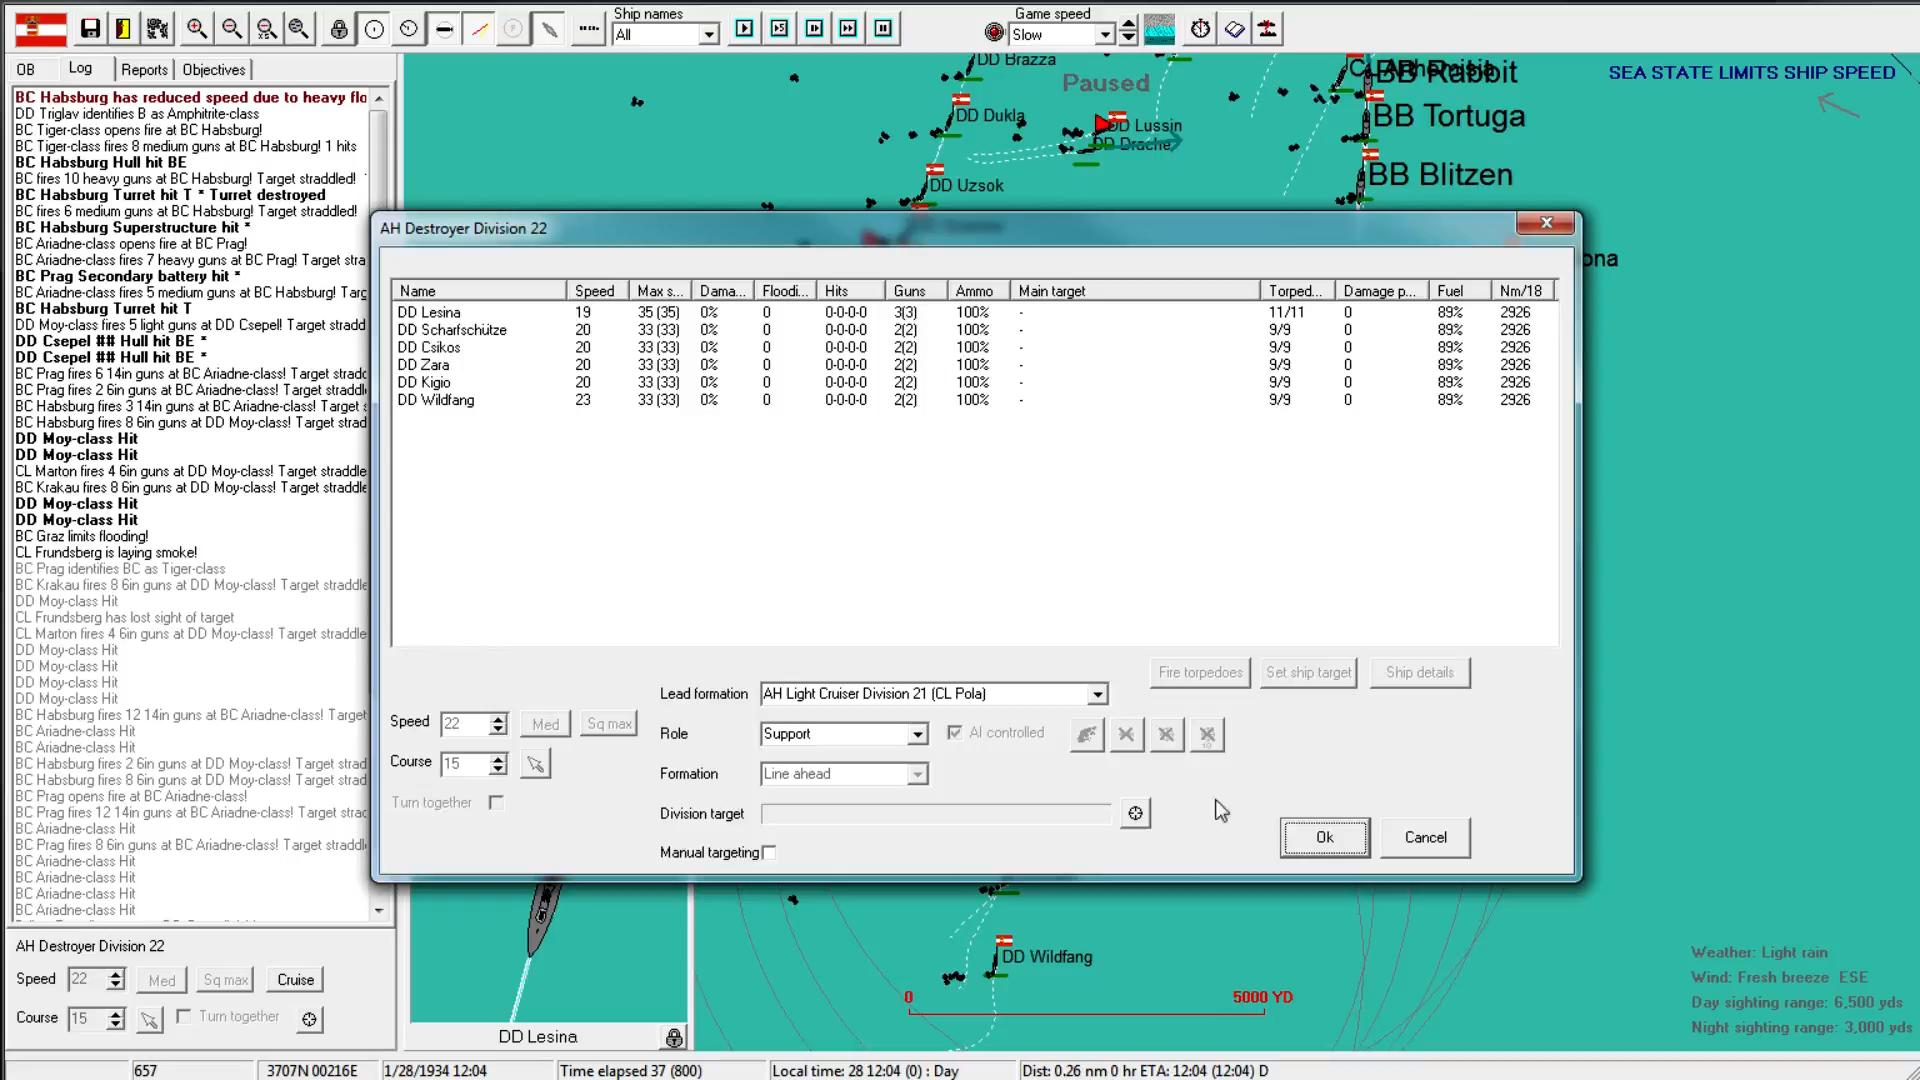 Ship names
All
Game speed
Slow
OB
Log
Reports
Objectives
BC Habsburg has reduced speed due to heavy flo
DD Triglav identifies B as Amphitrite-class
BC Tiger-class opens fire at BC Habsburg!
BC Tiger-class fires 8 medium guns at BC Habsburg! 1 hits
BC Habsburg Hull hit BE
BC fires 10 heavy guns at BC Habsburg! Target straddled!
BC Habsburg Turret hit T * Turret destroyed
BC fires 6 medium guns at BC Habsburg! Target straddled!
BC Habsburg Superstructure hit *
BC Ariadne-class opens fire at BC Prag!
BC Ariadne-class fires 7 heavy guns at BC Prag! Target stra
BC Prag Secondary battery hit *
BC Ariadne-class fires 5 medium guns at BC Habsburg! Targ
BC Habsburg Turret hit T
DD Moy-class fires 5 light guns at DD Csepel! Target stradd
DD Csepel ## Hull hit BE *
DD Csepel ## Hull hit BE *
BC Prag fires 6 14in guns at BC Ariadne-class! Target stradd
BC Prag fires 2 6in guns at BC Ariadne-class! Target straddle
BC Habsburg fires 3 14in guns at BC Ariadne-class! Target s
BC Habsburg fires 8 6in guns at DD Moy-class! Target strad
DD Moy-class Hit
DD Moy-class Hit
CL Marton fires 4 6in guns at DD Moy-class! Target straddle
BC Krakau fires 8 6in guns at DD Moy-class! Target straddle
DD Moy-class Hit
DD Moy-class Hit
BC Graz limits flooding!
CL Frundsberg is laying smoke!
BC Prag identifies BC as Tiger-class
BC Krakau fires 8 6in guns at DD Moy-class! Target straddle
DD Moy-class Hit
CL Frundsberg has lost sight of target
CL Marton fires 4 6in guns at DD Moy-class! Target straddle
DD Moy-class Hit
DD Moy-class Hit
DD Moy-class Hit
DD Moy-class Hit
BC Habsburg fires 12 14in guns at BC Ariadne-class! Target
BC Ariadne-class Hit
BC Ariadne-class Hit
BC Habsburg fires 2 6in guns at BC Ariadne-class! Target str
BC Habsburg fires 8 6in guns at DD Moy-class! Target strad
BC Prag opens fire at BC Ariadne-class!
BC Prag fires 12 14in guns at BC Ariadne-class! Target strac
BC Ariadne-class Hit
BC Prag fires 8 6in guns at BC Ariadne-class! Target stradd
BC Ariadne-class Hit
BC Ariadne-class Hit
BC Ariadne-class Hit
BC Ariadne-class Hit
AH Destroyer Division 22
Speed 22 Med Sq max Cruise
Course 15 Turn together
DD Brazza
Paused
DD Dukla
DD Lussin
DD Drache
DD Uzsok
BB Rabbit
BB Tortuga
BB Blitzen
ona
SEA STATE LIMITS SHIP SPEED
AH Destroyer Division 22
Name Speed Max s... Dama... Floodi... Hits Guns Ammo Main target Torped... Damage p... Fuel Nm/18
DD Lesina 19 35 (35) 0% 0 0-0-0-0 3(3) 100% - 11/11 0 89% 2926
DD Scharfschütze 20 33 (33) 0% 0 0-0-0-0 2(2) 100% - 9/9 0 89% 2926
DD Csikos 20 33 (33) 0% 0 0-0-0-0 2(2) 100% - 9/9 0 89% 2926
DD Zara 20 33 (33) 0% 0 0-0-0-0 2(2) 100% - 9/9 0 89% 2926
DD Kigio 20 33 (33) 0% 0 0-0-0-0 2(2) 100% - 9/9 0 89% 2926
DD Wildfang 23 33 (33) 0% 0 0-0-0-0 2(2) 100% - 9/9 0 89% 2926
Fire torpedoes Set ship target Ship details
Lead formation AH Light Cruiser Division 21 (CL Pola)
Speed 22 Med Sq max
Role Support AI controlled
10
Course 15
Formation Line ahead
Turn together
Division target
Manual targeting
Ok Cancel
DD Wildfang
0 5000 YD
DD Lesina
Weather: Light rain
Wind: Fresh breeze ESE
Day sighting range: 6,500 yds
Night sighting range: 3,000 yds
657 3707N 00216E 1/28/1934 12:04 Time elapsed 37 (800) Local time: 28 12:04 (0) : Day Dist: 0.26 nm 0 hr ETA: 12:04 (12:04) D